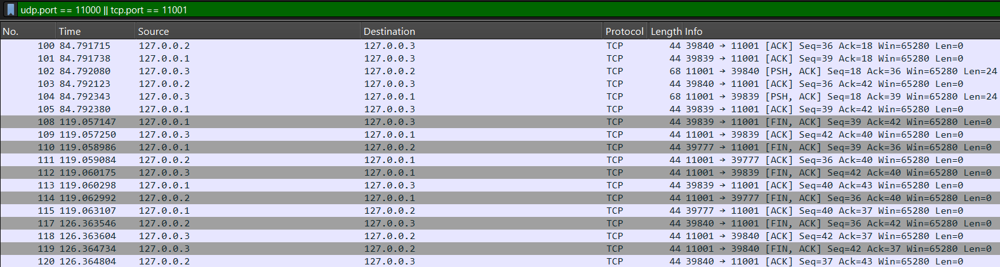 udp.port == 11000 || tcp.port == 11001
No. Time Source Destination Protocol Length Info
100 84.791715 127.0.0.2 127.0.0.3 TCP 44 39840 → 11001 [ACK] Seq=36 Ack=18 Win=65280 Len=0
101 84.791738 127.0.0.1 127.0.0.3 TCP 44 39839 → 11001 [ACK] Seq=39 Ack=18 Win=65280 Len=0
102 84.792080 127.0.0.3 127.0.0.2 TCP 68 11001 → 39840 [PSH, ACK] Seq=18 Ack=36 Win=65280 Len=24
103 84.792123 127.0.0.2 127.0.0.3 TCP 44 39840 → 11001 [ACK] Seq=36 Ack=42 Win=65280 Len=0
104 84.792343 127.0.0.3 127.0.0.1 TCP 68 11001 → 39839 [PSH, ACK] Seq=18 Ack=39 Win=65280 Len=24
105 84.792380 127.0.0.1 127.0.0.3 TCP 44 39839 → 11001 [ACK] Seq=39 Ack=42 Win=65280 Len=0
108 119.057147 127.0.0.1 127.0.0.3 TCP 44 39839 → 11001 [FIN, ACK] Seq=39 Ack=42 Win=65280 Len=0
109 119.057250 127.0.0.3 127.0.0.1 TCP 44 11001 → 39839 [ACK] Seq=42 Ack=40 Win=65280 Len=0
110 119.058986 127.0.0.1 127.0.0.2 TCP 44 39777 → 11001 [FIN, ACK] Seq=39 Ack=36 Win=65280 Len=0
111 119.059084 127.0.0.2 127.0.0.1 TCP 44 11001 → 39777 [ACK] Seq=36 Ack=40 Win=65280 Len=0
112 119.060175 127.0.0.3 127.0.0.1 TCP 44 11001 → 39839 [FIN, ACK] Seq=42 Ack=40 Win=65280 Len=0
113 119.060298 127.0.0.1 127.0.0.3 TCP 44 39839 → 11001 [ACK] Seq=40 Ack=43 Win=65280 Len=0
114 119.062992 127.0.0.2 127.0.0.1 TCP 44 11001 → 39777 [FIN, ACK] Seq=36 Ack=40 Win=65280 Len=0
115 119.063107 127.0.0.1 127.0.0.2 TCP 44 39777 → 11001 [ACK] Seq=40 Ack=37 Win=65280 Len=0
117 126.363546 127.0.0.2 127.0.0.3 TCP 44 39840 → 11001 [FIN, ACK] Seq=36 Ack=42 Win=65280 Len=0
118 126.363604 127.0.0.3 127.0.0.2 TCP 44 11001 → 39840 [ACK] Seq=42 Ack=37 Win=65280 Len=0
119 126.364734 127.0.0.3 127.0.0.2 TCP 44 11001 → 39840 [FIN, ACK] Seq=42 Ack=37 Win=65280 Len=0
120 126.364804 127.0.0.2 127.0.0.3 TCP 44 39840 → 11001 [ACK] Seq=37 Ack=43 Win=65280 Len=0